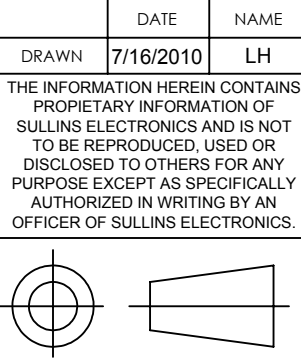 DATE NAME
DRAWN 7/16/2010 LH
THE INFORMATION HEREIN CONTAINS
PROPIETARY INFORMATION OF
SULLINS ELECTRONICS AND IS NOT
TO BE REPRODUCED, USED OR
DISCLOSED TO OTHERS FOR ANY
PURPOSE EXCEPT AS SPECIFICALLY
AUTHORIZED IN WRITING BY AN
OFFICER OF SULLINS ELECTRONICS.